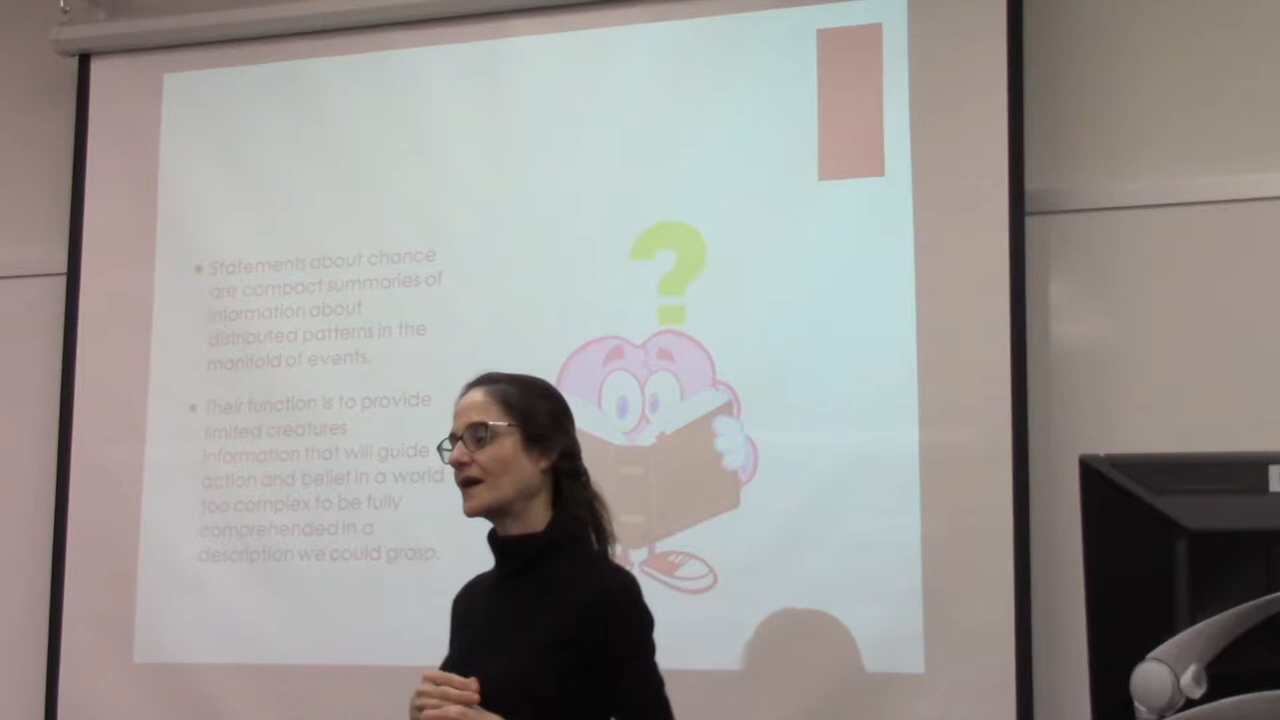 Statements about chance
are compact summaries of
information about
distributed patterns in the
manifold of events.
Their function is to provide
limited creatures
information that will guide
action and belief in a world
too complex to be fully
comprehended in a
description we could grasp.
?